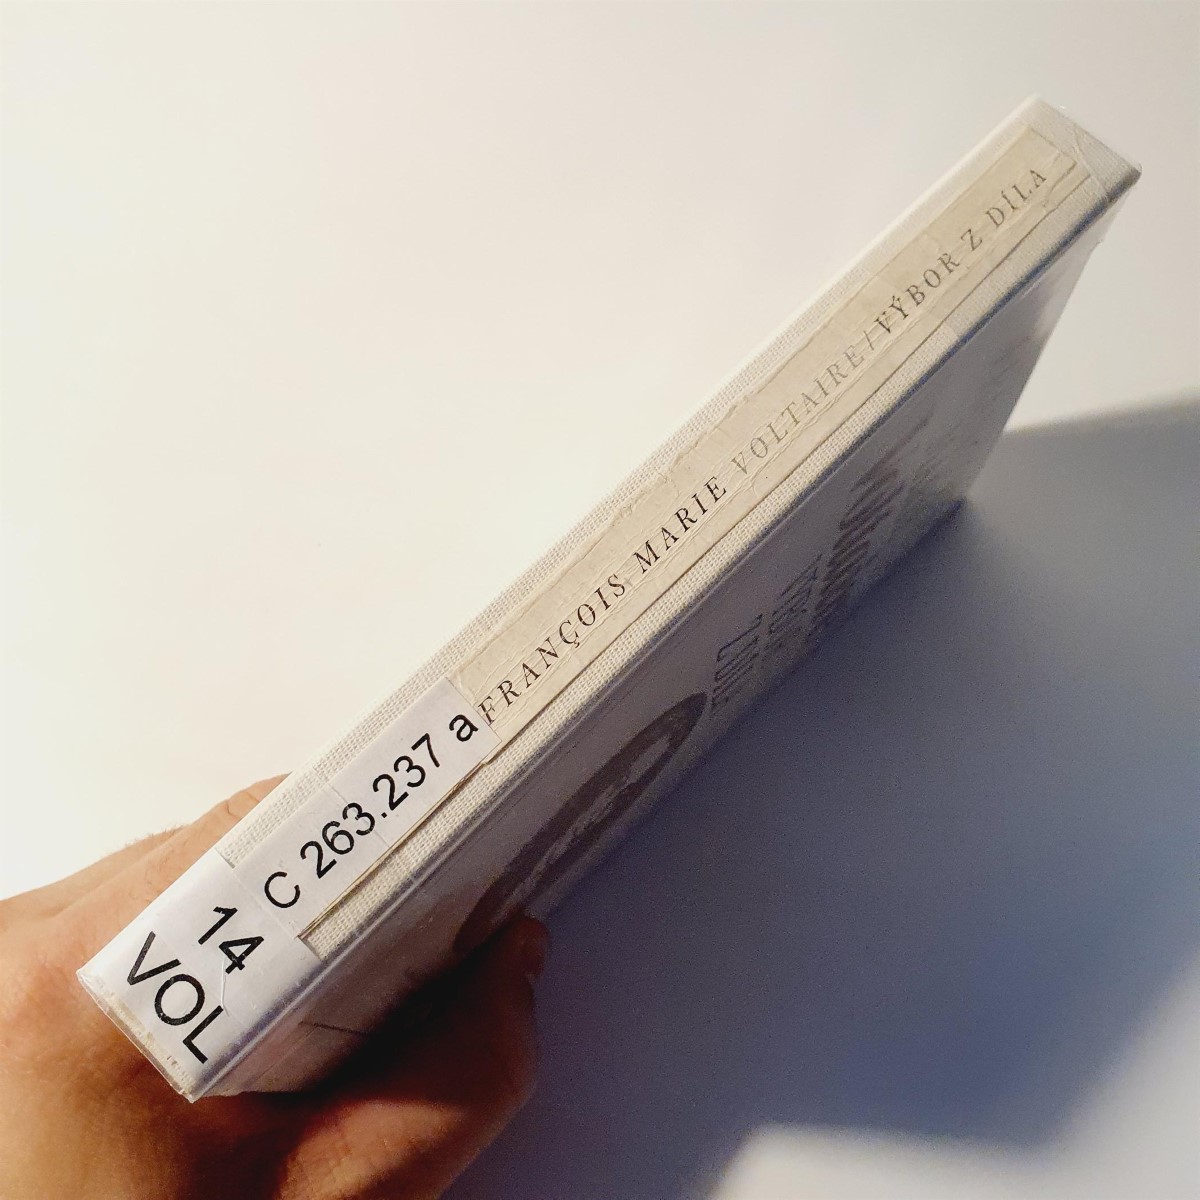 FRANÇOIS MARIE VOLTAIRE / VÝBOR Z DÍLA
C 263.237 a
14
VOL